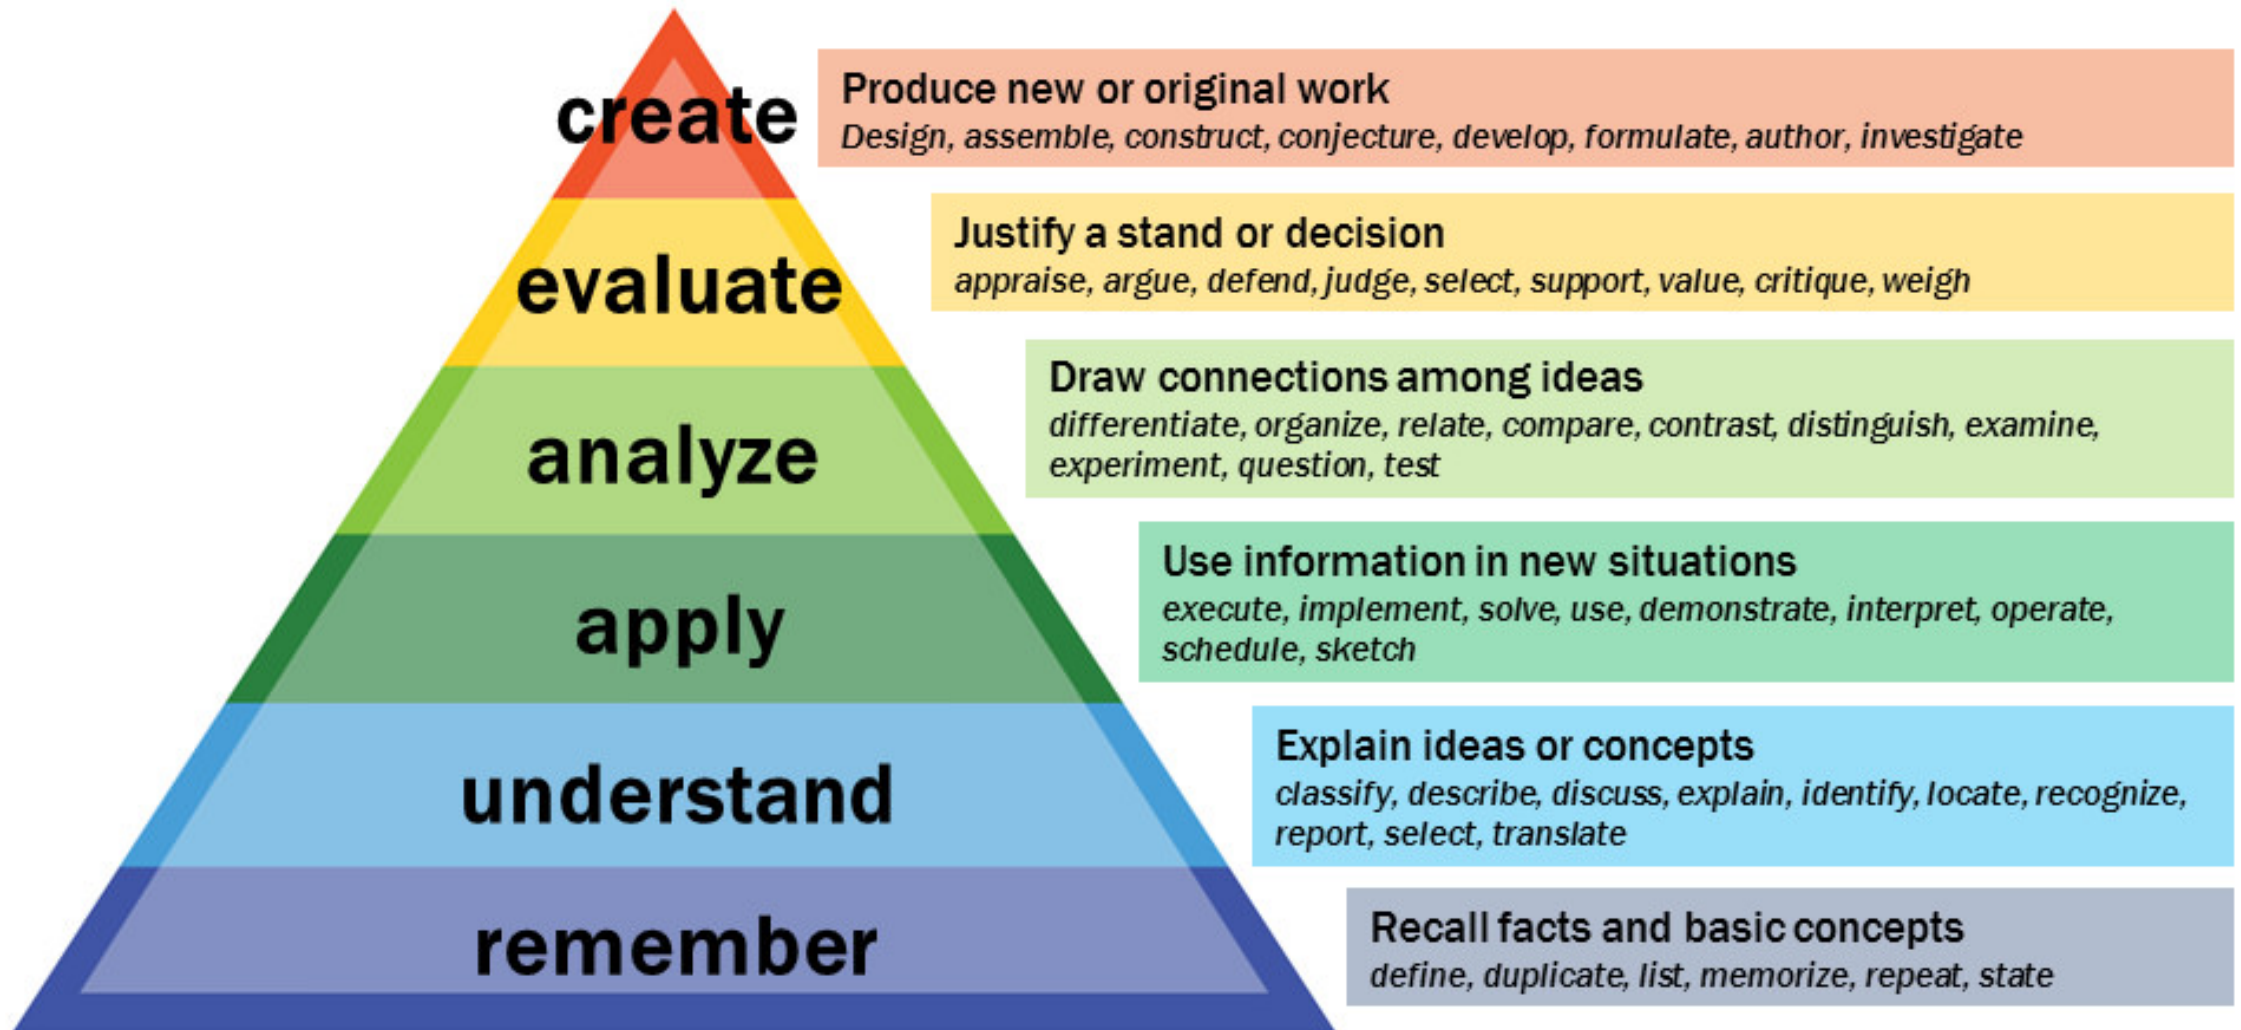 create
Produce new or original work
Design, assemble, construct, conjecture, develop, formulate, author, investigate
evaluate
Justify a stand or decision
appraise, argue, defend, judge, select, support, value, critique, weigh
analyze
Draw connections among ideas
differentiate, organize, relate, compare, contrast, distinguish, examine,
experiment, question, test
apply
Use information in new situations
execute, implement, solve, use, demonstrate, interpret, operate,
schedule, sketch
understand
Explain ideas or concepts
classify, describe, discuss, explain, identify, locate, recognize,
report, select, translate
remember
Recall facts and basic concepts
define, duplicate, list, memorize, repeat, state